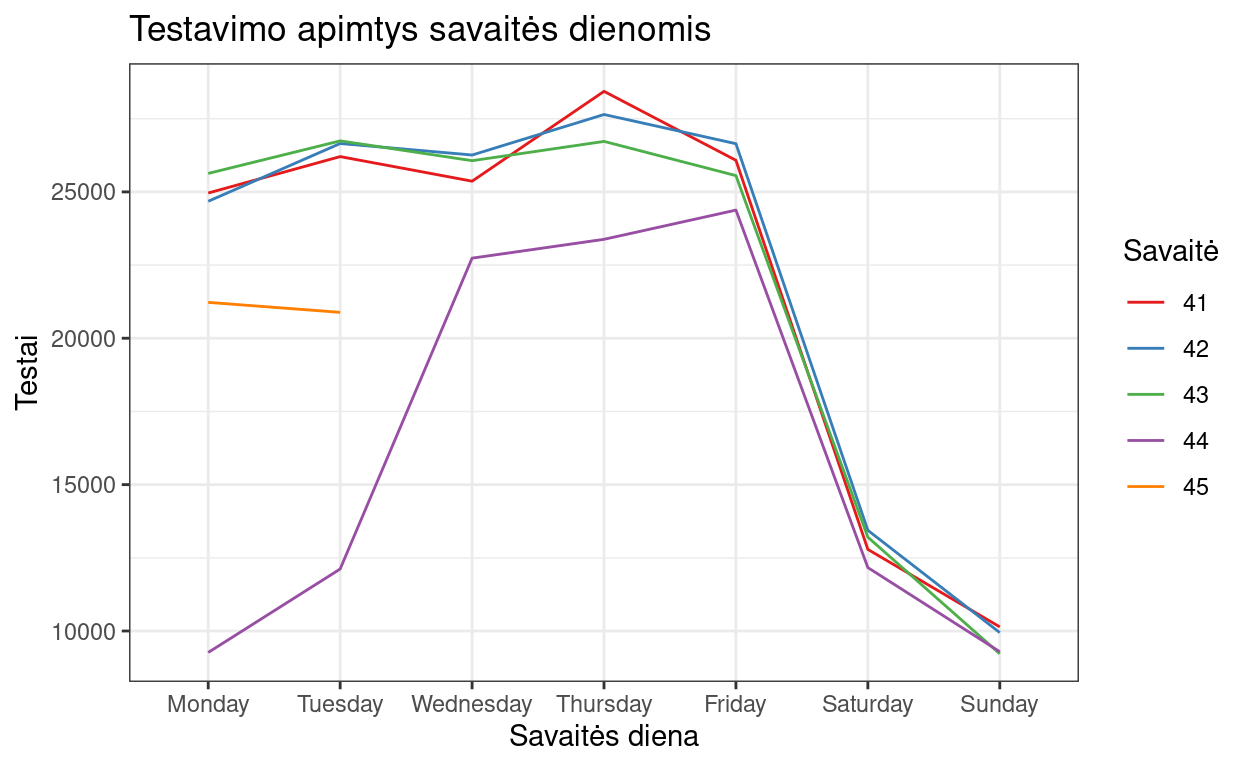 Testavimo apimtys savaitės dienomis
Testai
25000
20000
15000
10000
Monday Tuesday Wednesday Thursday Friday Saturday Sunday
Savaitės diena
Savaitė
41
42
43
44
45